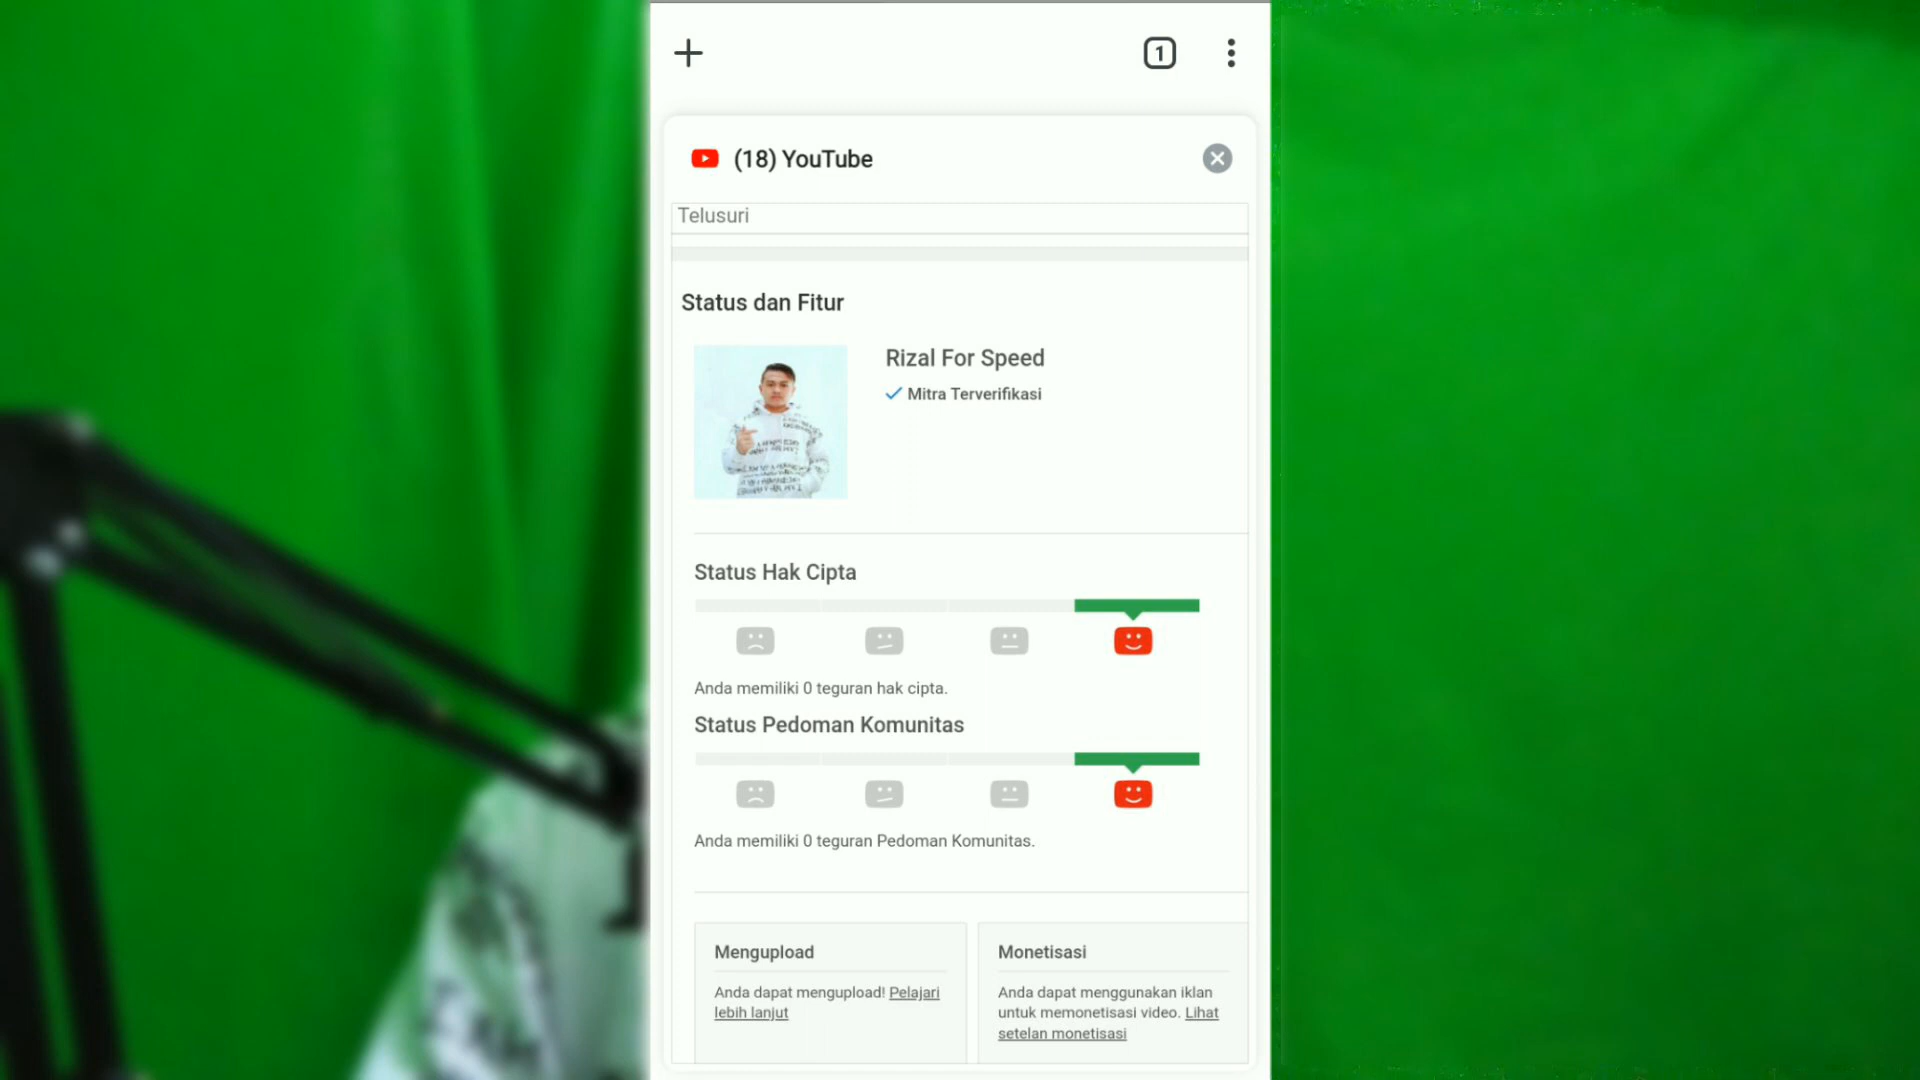 1
(18) YouTube
Telusuri
Status dan Fitur
Rizal For Speed
Mitra Terverifikasi
Status Hak Cipta
Anda memiliki 0 teguran hak cipta.
Status Pedoman Komunitas
Anda memiliki 0 teguran Pedoman Komunitas.
Mengupload
Anda dapat mengupload! Pelajari
lebih lanjut
Monetisasi
Anda dapat menggunakan iklan
untuk memonetisasi video. Lihat
setelan monetisasi